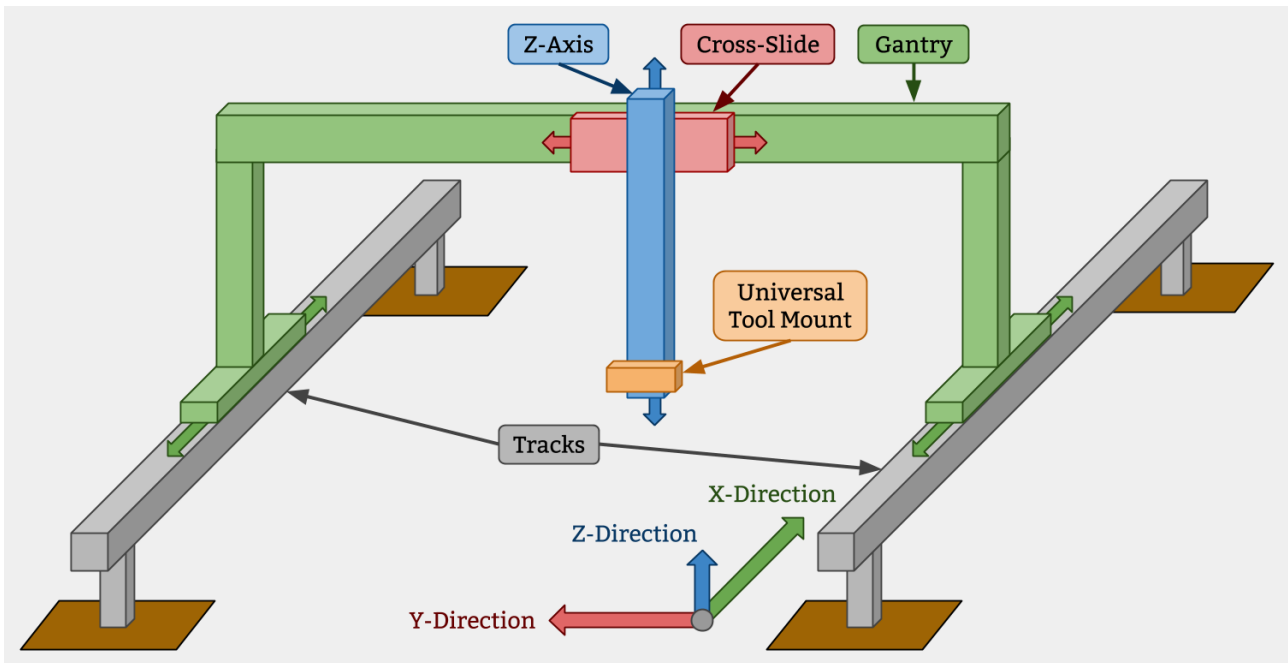 Z-Axis
Cross-Slide
Gantry
Universal
Tool Mount
Tracks
X-Direction
Z-Direction
Y-Direction